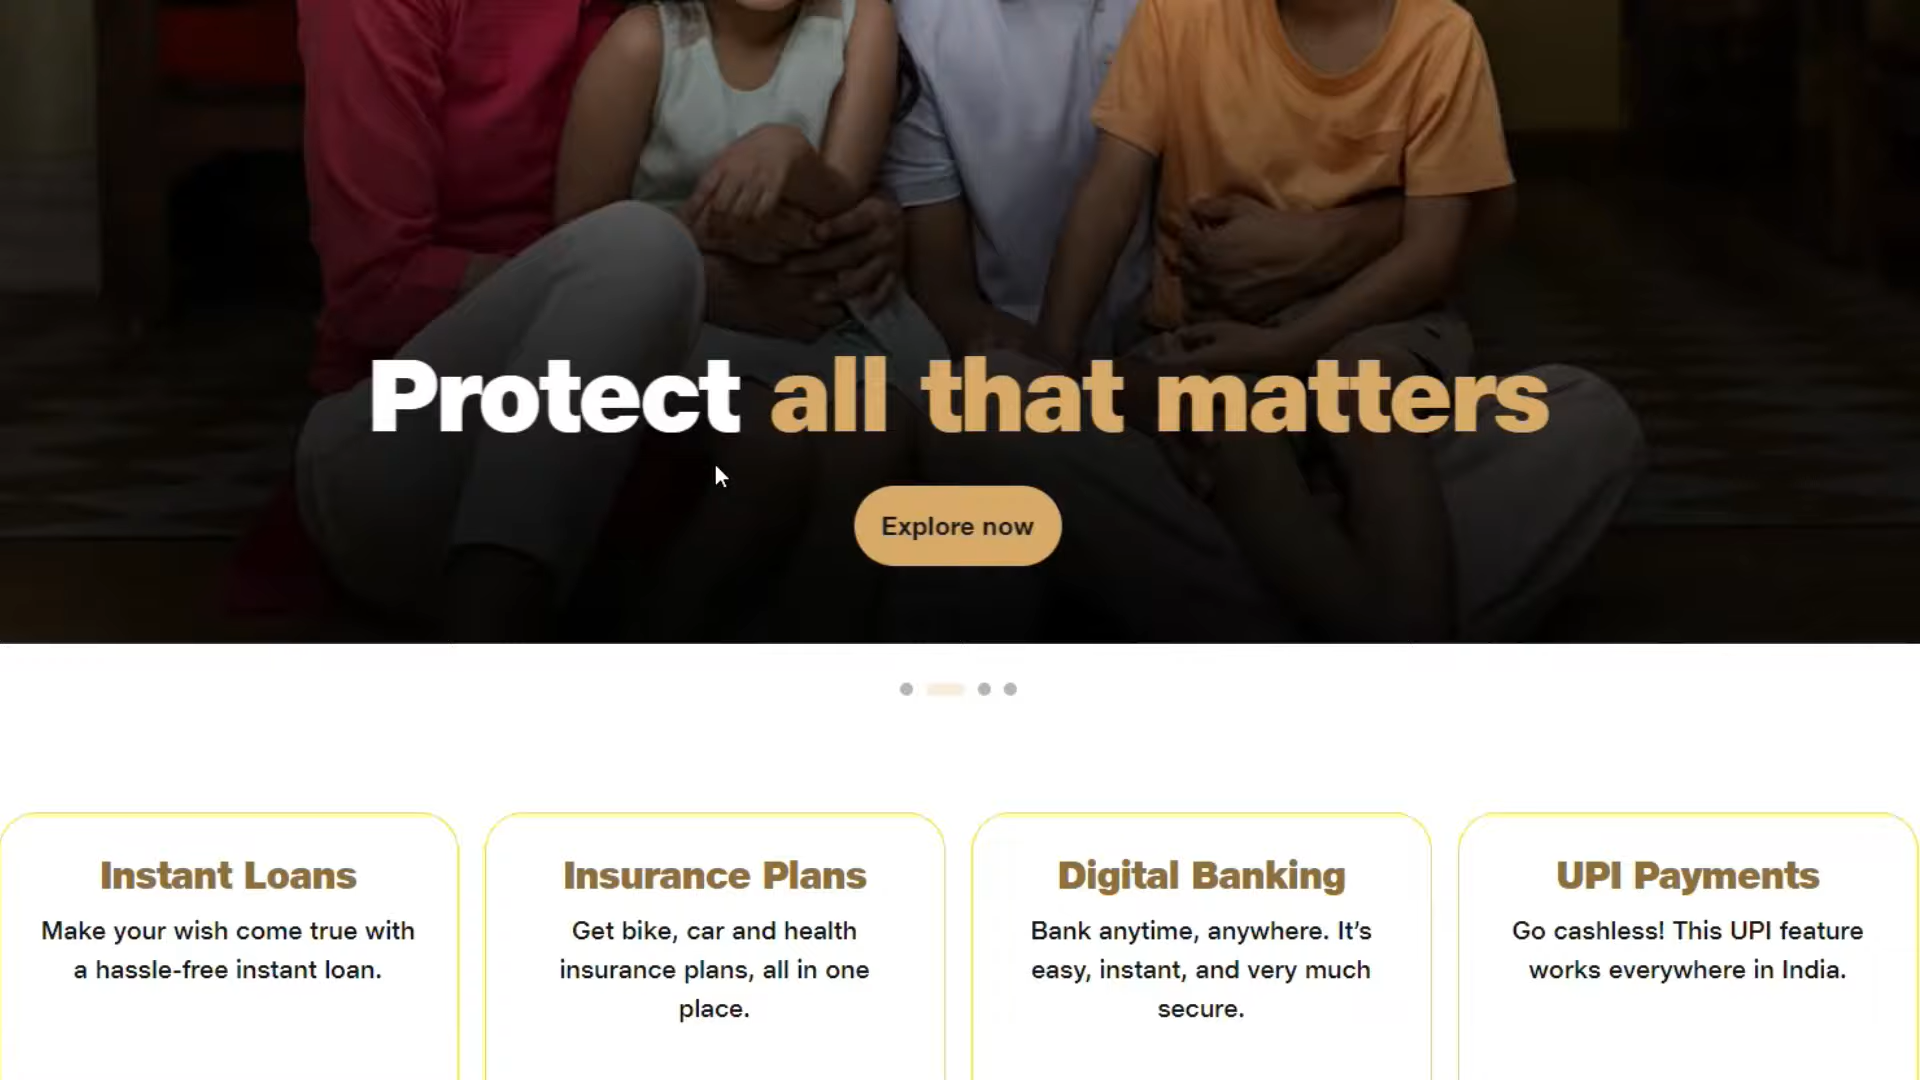 Protect all that matters
Explore now
Instant Loans
Make your wish come true with
a hassle-free instant loan.
Insurance Plans
Get bike, car and health
insurance plans, all in one
place.
Digital Banking
Bank anytime, anywhere. It’s
easy, instant, and very much
secure.
UPI Payments
Go cashless! This UPI feature
works everywhere in India.